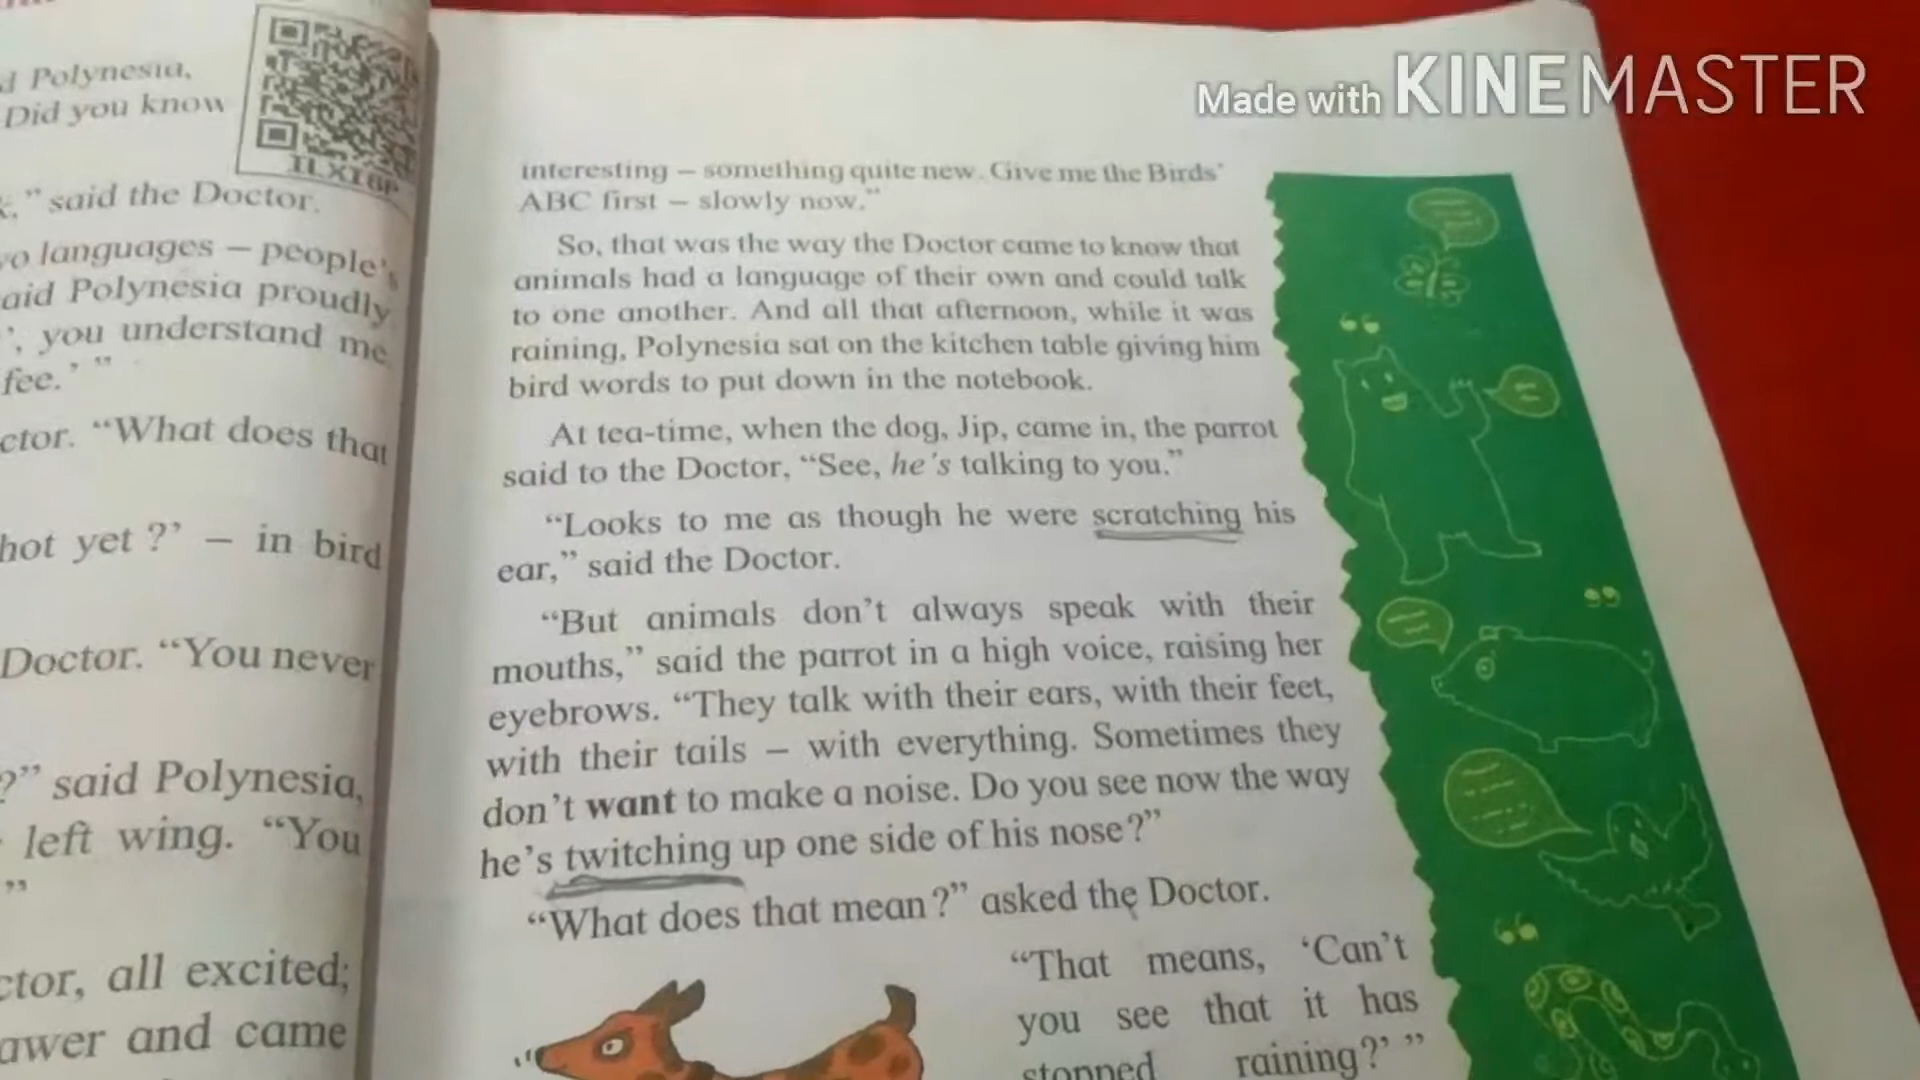 d Polynesia,
Did you know
1LX16P
," said the Doctor.
languages – people's
aid Polynesia proudly
', you understand me
fee.' "
ctor. "What does that
hot yet ?' – in bird
Doctor. "You never
?" said Polynesia,
left wing. "You
"
ctor, all excited;
awer and came
Made with KINEMASTER
interesting – something quite new. Give me the Birds'
ABC first – slowly now."
So, that was the way the Doctor came to know that
animals had a language of their own and could talk
to one another. And all that afternoon, while it was
raining, Polynesia sat on the kitchen table giving him
bird words to put down in the notebook.
At tea-time, when the dog, Jip, came in, the parrot
said to the Doctor, "See, he's talking to you."
"Looks to me as though he were scratching his
ear," said the Doctor.
"But animals don't always speak with their
mouths," said the parrot in a high voice, raising her
eyebrows. "They talk with their ears, with their feet,
with their tails – with everything. Sometimes they
don't want to make a noise. Do you see now the way
he's twitching up one side of his nose?"
"What does that mean?" asked the Doctor.
"That means, 'Can't
you see that it has
stopped raining?' "